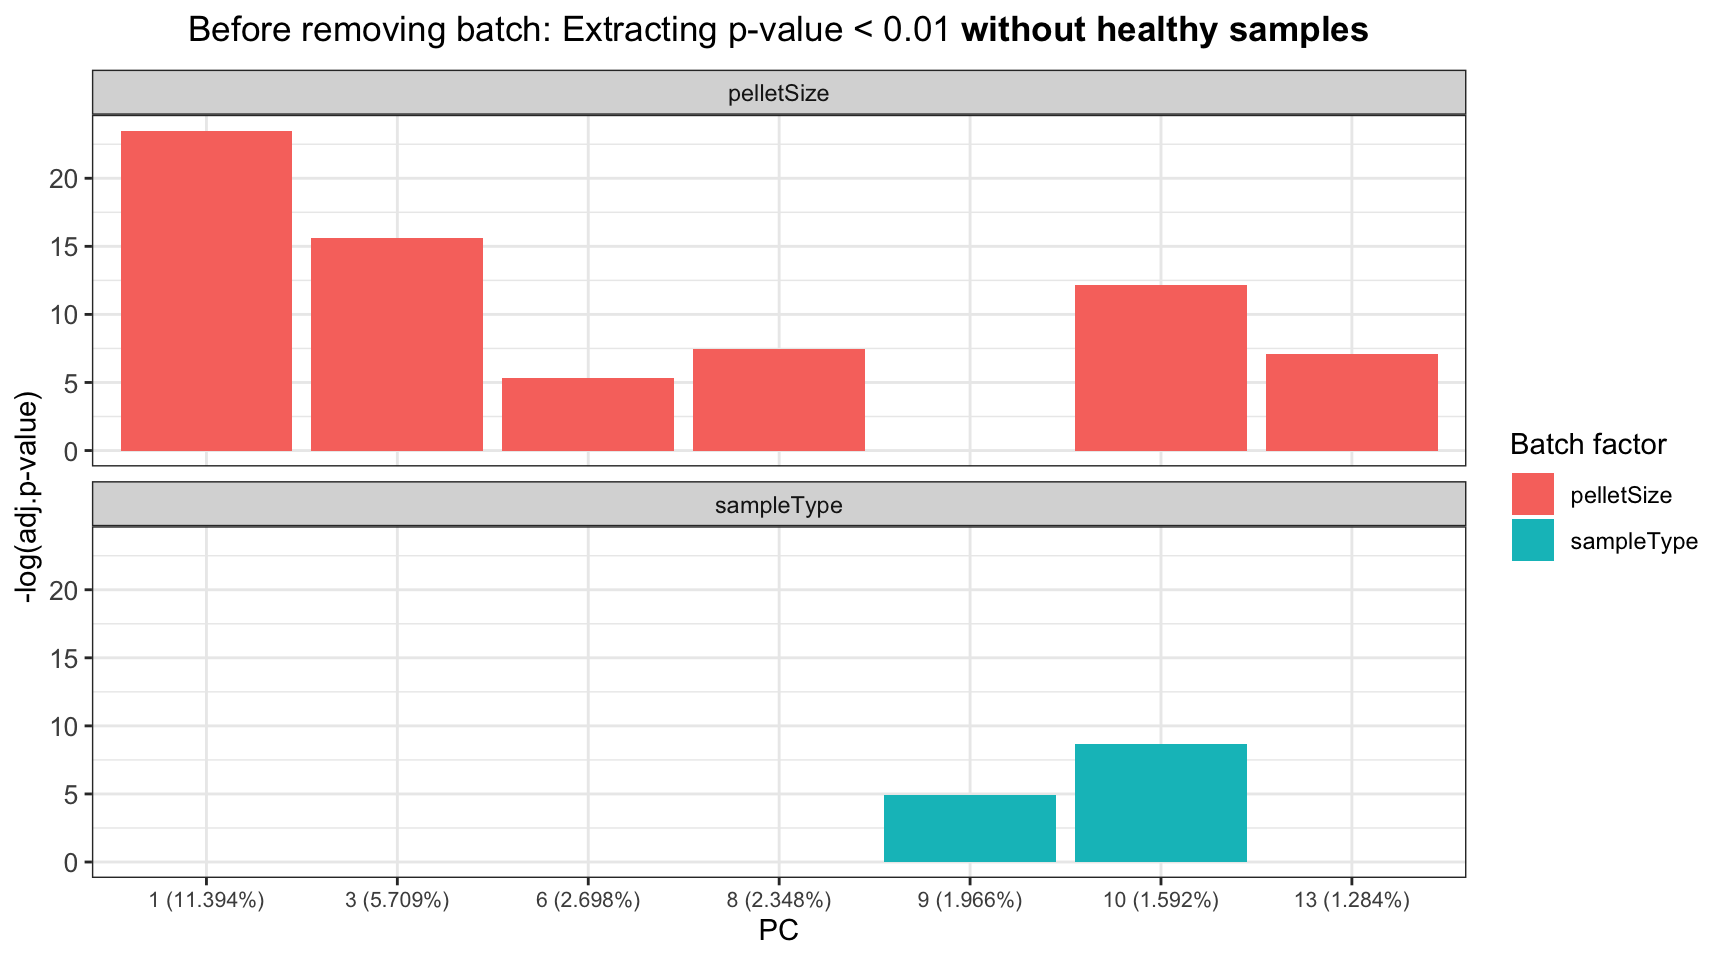 Before removing batch: Extracting p-value < 0.01 without healthy samples
pelletSize
20
15
10
5
0
sampleType
20
15
10
5
0
-log(adj.p-value)
1 (11.394%) 3 (5.709%) 6 (2.698%) 8 (2.348%) 9 (1.966%) 10 (1.592%) 13 (1.284%)
PC
Batch factor
pelletSize
sampleType